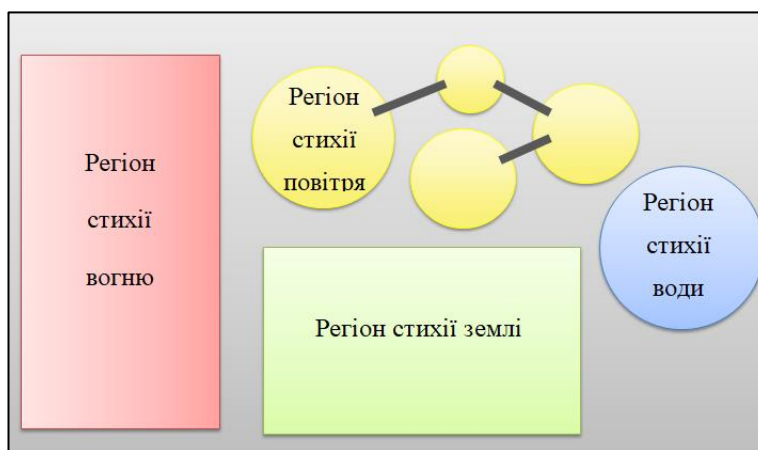 Регіон
стихії
вогню
Регіон
стихії
повітря
Регіон
стихії
води
Регіон стихії землі